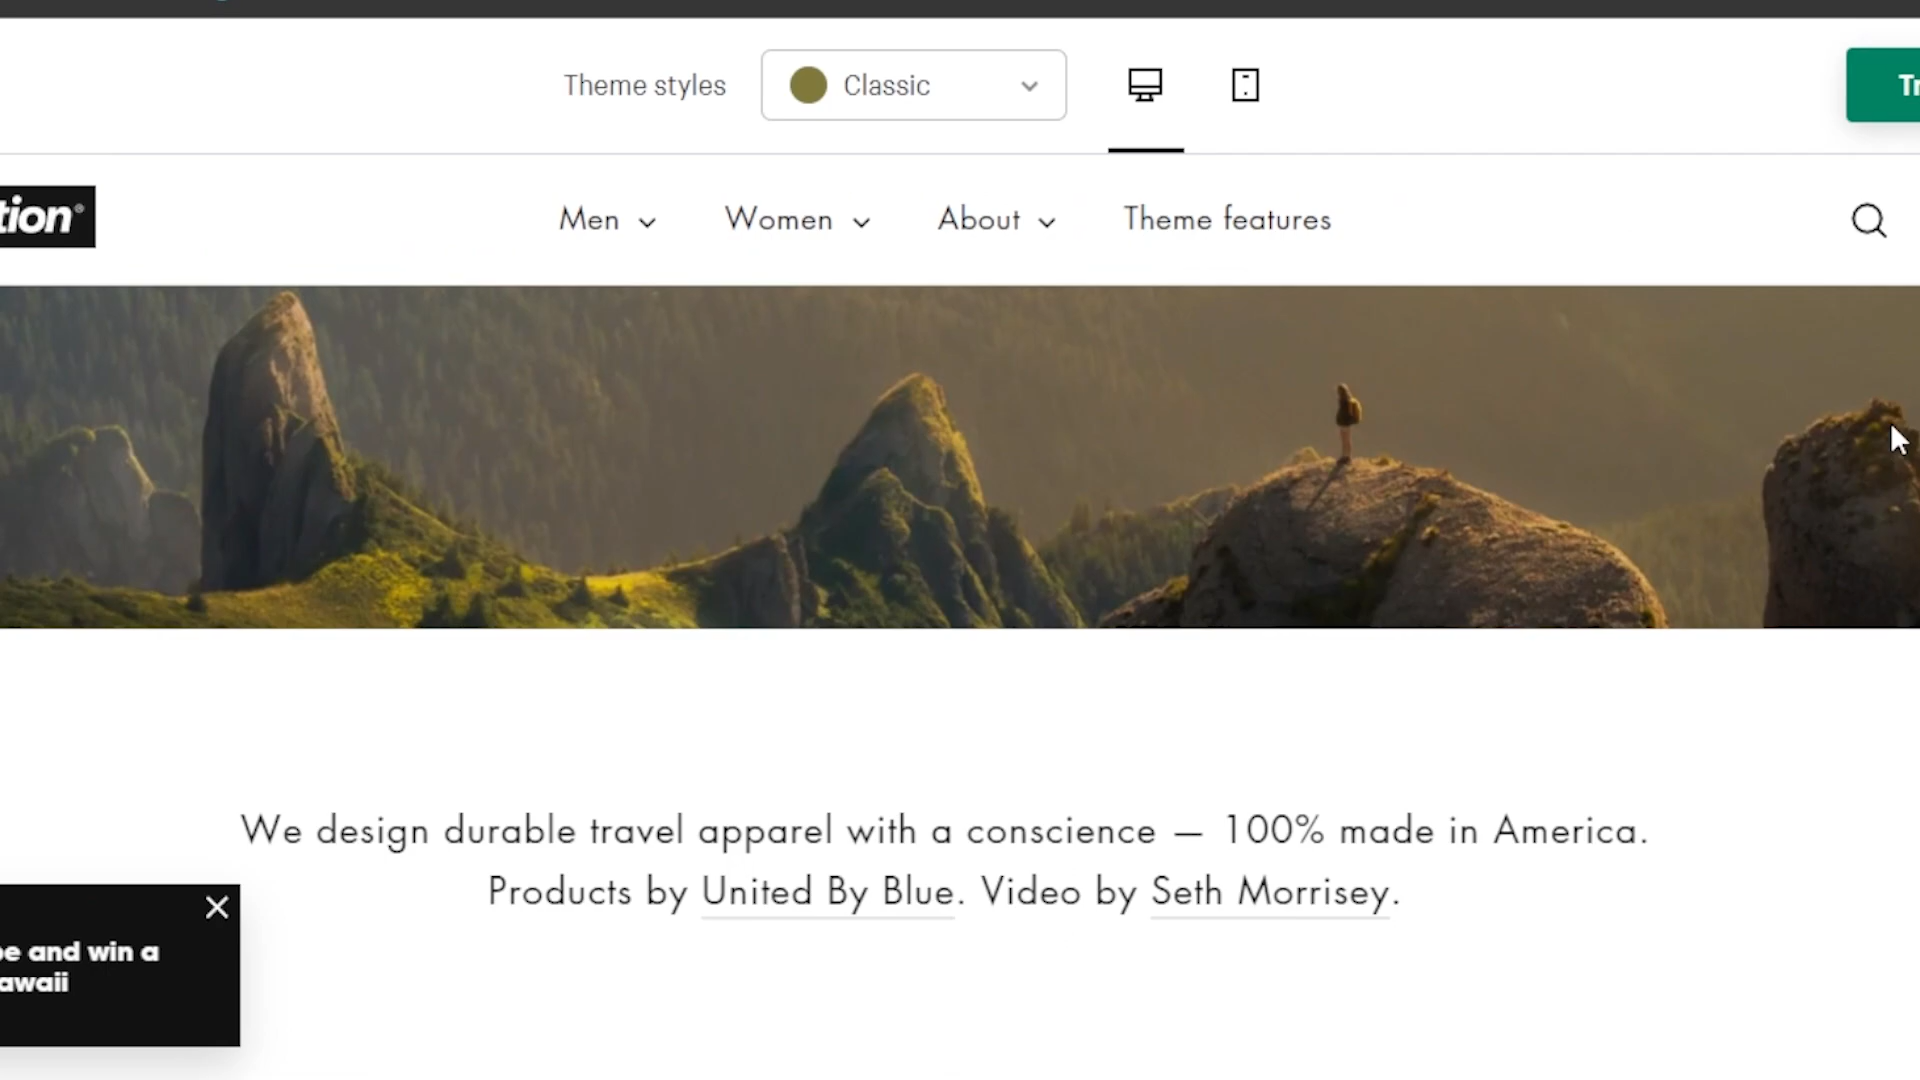 Theme styles
Classic
Tr
tion®
Men
Women
About
Theme features
We design durable travel apparel with a conscience — 100% made in America.
Products by United By Blue. Video by Seth Morrisey.
be and win a
awaii